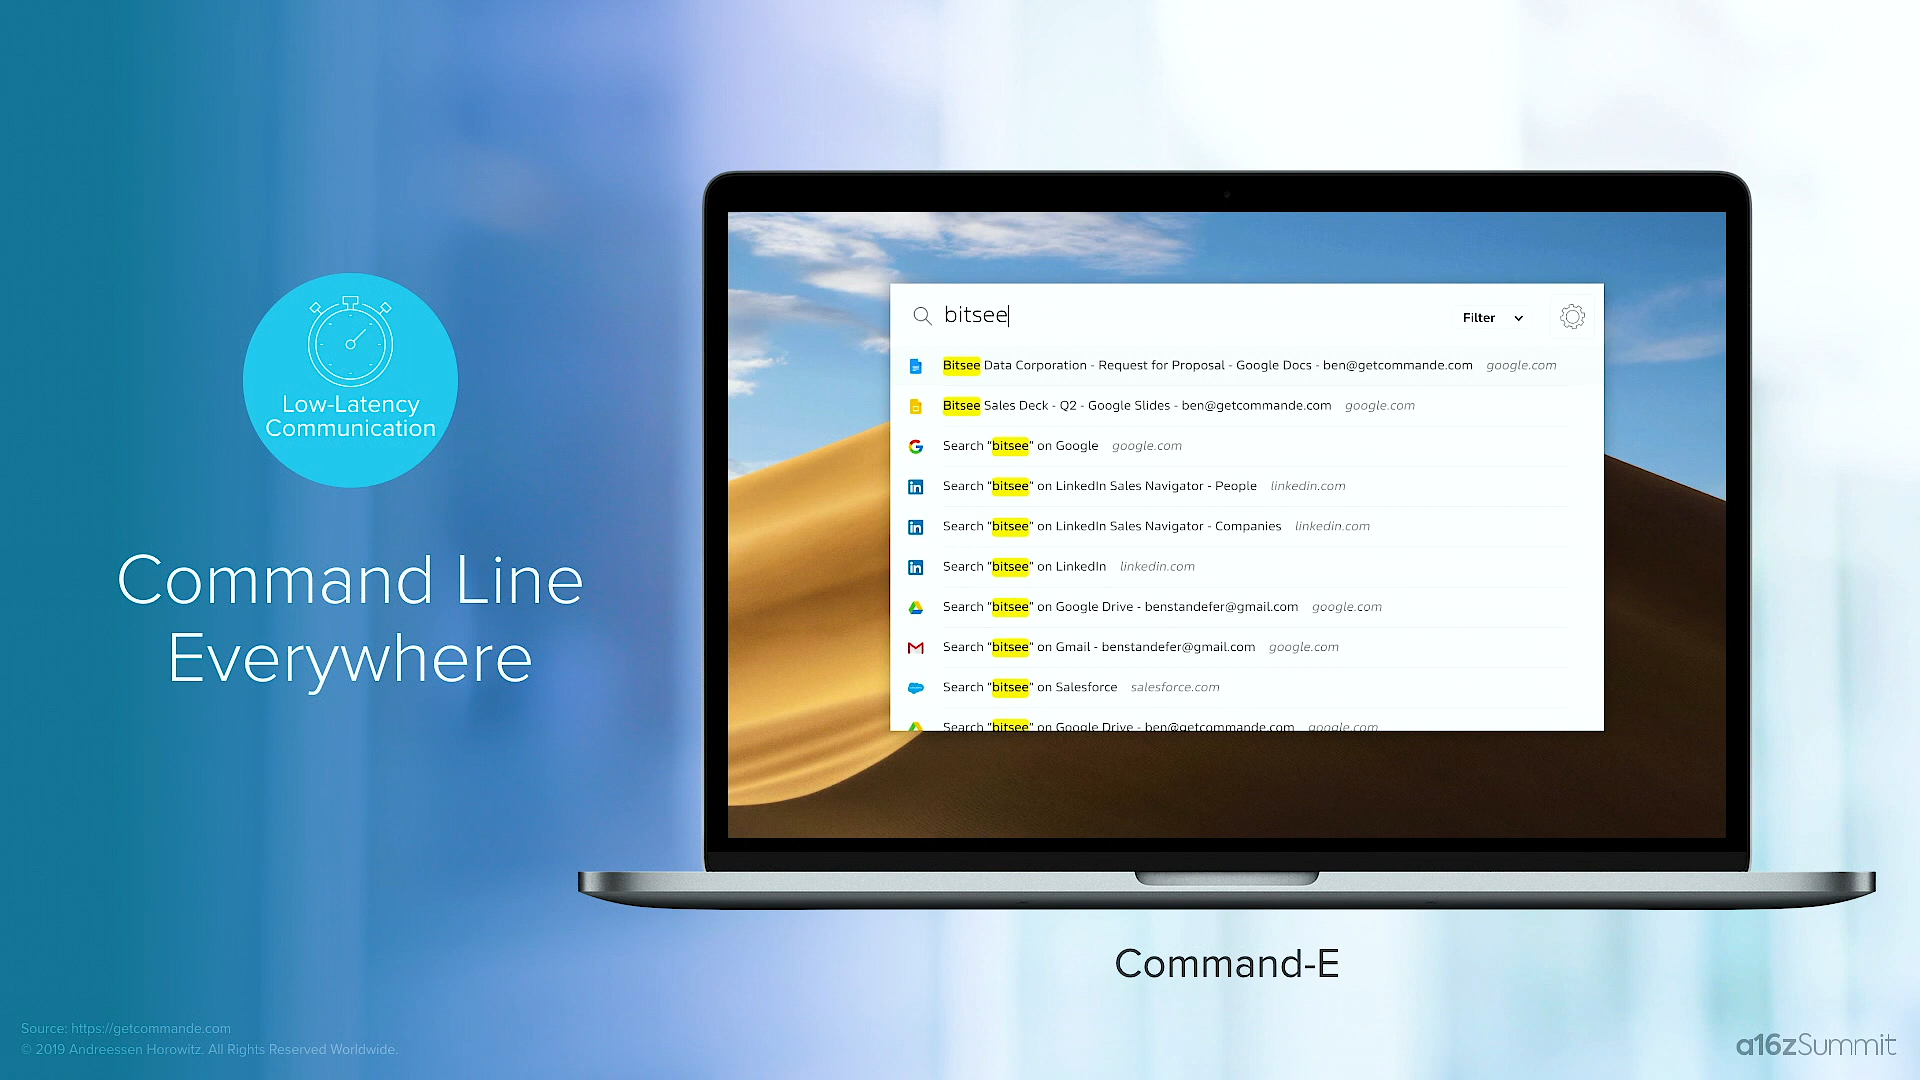 Low-Latency
Communication
Command Line
Everywhere
bitsee
Filter
Bitsee Data Corporation - Request for Proposal - Google Docs - ben@getcommande.com google.com
Bitsee Sales Deck - Q2 - Google Slides - ben@getcommande.com google.com
Search "bitsee" on Google google.com
Search "bitsee" on LinkedIn Sales Navigator - People linkedin.com
Search "bitsee" on LinkedIn Sales Navigator - Companies linkedin.com
Search "bitsee" on LinkedIn linkedin.com
Search "bitsee" on Google Drive - benstandefer@gmail.com google.com
Search "bitsee" on Gmail - benstandefer@gmail.com google.com
Search "bitsee" on Salesforce salesforce.com
Search "bitsee" on Google Drive - ben@getcommande.com google.com
Command-E
Source: https://getcommande.com
© 2019 Andreessen Horowitz. All Rights Reserved Worldwide.
a16zSummit